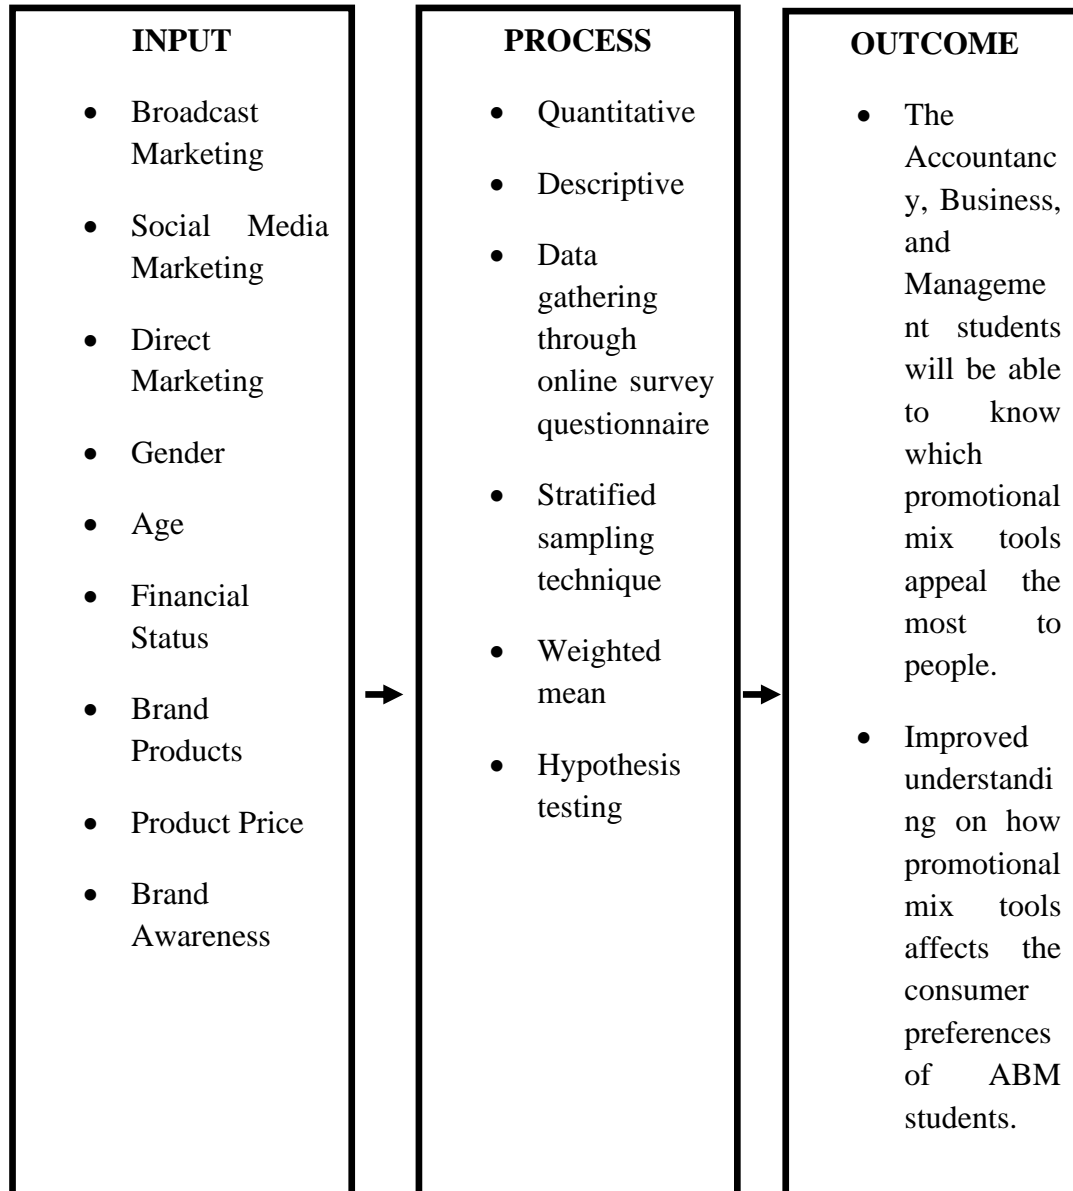 INPUT
• Broadcast
Marketing
• Social Media
Marketing
• Direct
Marketing
• Gender
• Age
• Financial
Status
• Brand
Products
• Product Price
• Brand
Awareness
PROCESS
• Quantitative
• Descriptive
• Data
gathering
through
online survey
questionnaire
• Stratified
sampling
technique
• Weighted
mean
• Hypothesis
testing
OUTCOME
• The
Accountanc
y, Business,
and
Manageme
nt students
will be able
to know
which
promotional
mix tools
appeal the
most to
people.
• Improved
understandi
ng on how
promotional
mix tools
affects the
consumer
preferences
of ABM
students.